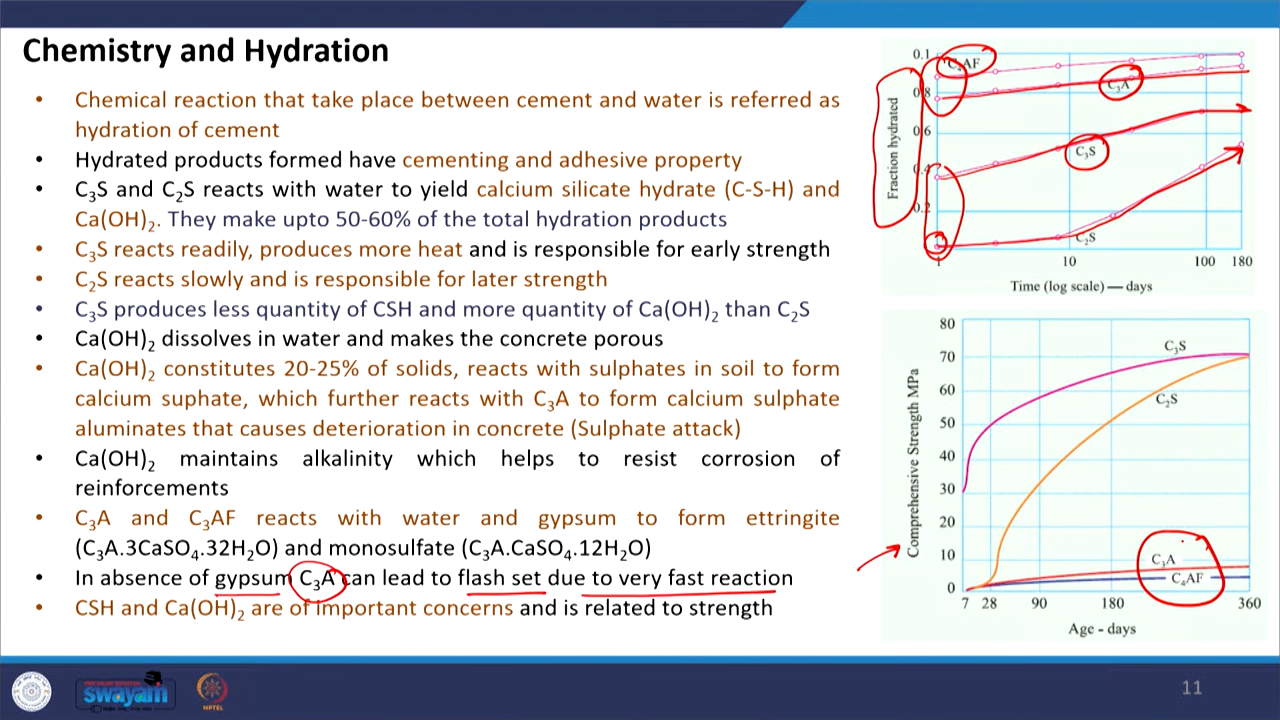 Chemistry and Hydration
• Chemical reaction that take place between cement and water is referred as
hydration of cement
• Hydrated products formed have cementing and adhesive property
• C₃S and C₂S reacts with water to yield calcium silicate hydrate (C-S-H) and
Ca(OH)₂. They make upto 50-60% of the total hydration products
• C₃S reacts readily, produces more heat and is responsible for early strength
• C₂S reacts slowly and is responsible for later strength
• C₃S produces less quantity of CSH and more quantity of Ca(OH)₂ than C₂S
• Ca(OH)₂ dissolves in water and makes the concrete porous
• Ca(OH)₂ constitutes 20-25% of solids, reacts with sulphates in soil to form
calcium suphate, which further reacts with C₃A to form calcium sulphate
aluminates that causes deterioration in concrete (Sulphate attack)
• Ca(OH)₂ maintains alkalinity which helps to resist corrosion of
reinforcements
• C₃A and C₃AF reacts with water and gypsum to form ettringite
(C₃A.3CaSO₄.32H₂O) and monosulfate (C₃A.CaSO₄.12H₂O)
• In absence of gypsum C₃A can lead to flash set due to very fast reaction
• CSH and Ca(OH)₂ are of important concerns and is related to strength
Fraction hydrated
0.1
0.8
0.6
0.4
0.2
C₃A
C₃S
C₂S
1 10 100 180
Time (log scale) — days
Comprehensive Strength MPa
80
70
60
50
40
30
20
10
0
C₃S
C₂S
C₃A
C₄AF
7 28 90 180 360
Age - days
swayam
NPTEL
11